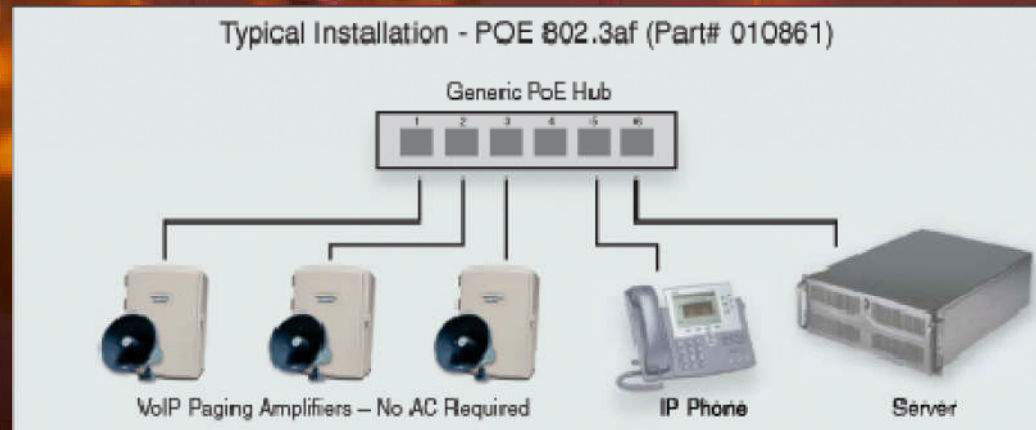 Typical Installation - POE 802.3af (Part# 010861)
Generic PoE Hub
1 2 3 4 5 6
VoIP Paging Amplifiers – No AC Required
IP Phone
Server